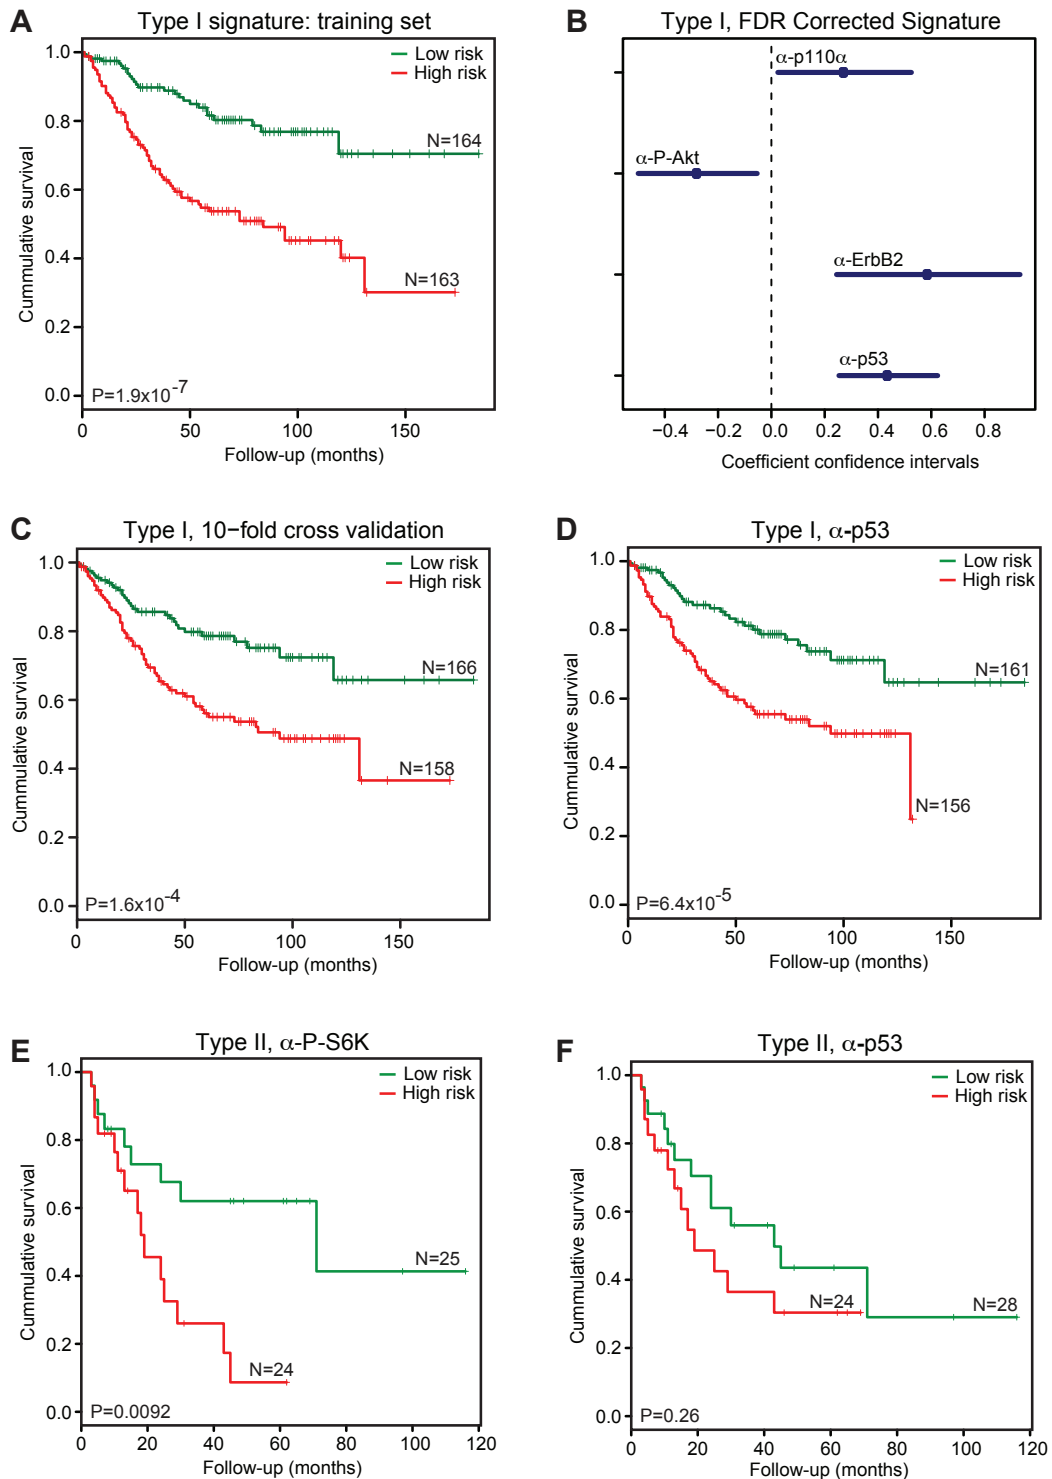 A
Type I signature: training set
Low risk
High risk
1.0
0.8
0.6
0.4
0.2
0.0
Cummulative survival
N=164
N=163
P=1.9x10-7
0 50 100 150
Follow-up (months)
B
Type I, FDR Corrected Signature
α-p110α
α-P-Akt
α-ErbB2
α-p53
−0.4 −0.2 0.0 0.2 0.4 0.6 0.8
Coefficient confidence intervals
C
Type I, 10−fold cross validation
Low risk
High risk
1.0
0.8
0.6
0.4
0.2
0.0
Cummulative survival
N=166
N=158
P=1.6x10-4
0 50 100 150
Follow-up (months)
D
Type I, α-p53
Low risk
High risk
1.0
0.8
0.6
0.4
0.2
0.0
Cummulative survival
N=161
N=156
P=6.4x10-5
0 50 100 150
Follow-up (months)
E
Type II, α-P-S6K
Low risk
High risk
1.0
0.8
0.6
0.4
0.2
0.0
Cummulative survival
N=25
N=24
P=0.0092
0 20 40 60 80 100 120
Follow-up (months)
F
Type II, α-p53
Low risk
High risk
1.0
0.8
0.6
0.4
0.2
0.0
Cummulative survival
N=24
N=28
P=0.26
0 20 40 60 80 100 120
Follow-up (months)